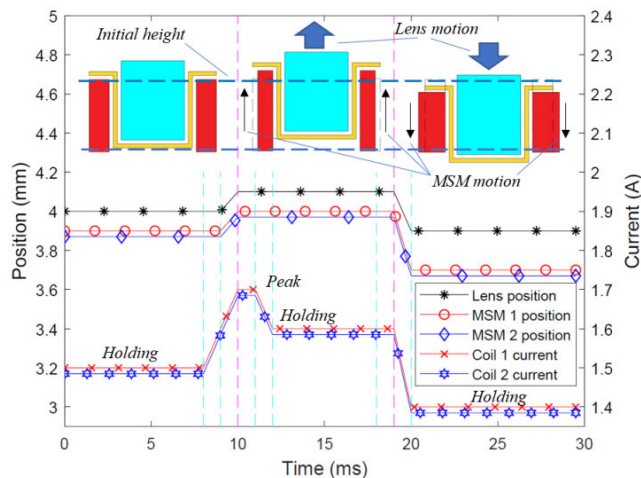 Initial height
Lens motion
MSM motion
Peak
Holding
Holding
Holding
Lens position
MSM 1 position
MSM 2 position
Coil 1 current
Coil 2 current
Position (mm)
5
4.8
4.6
4.4
4.2
4
3.8
3.6
3.4
3.2
3
Current (A)
2.4
2.3
2.2
2.1
2
1.9
1.8
1.7
1.6
1.5
1.4
0
5
10
15
20
25
30
Time (ms)